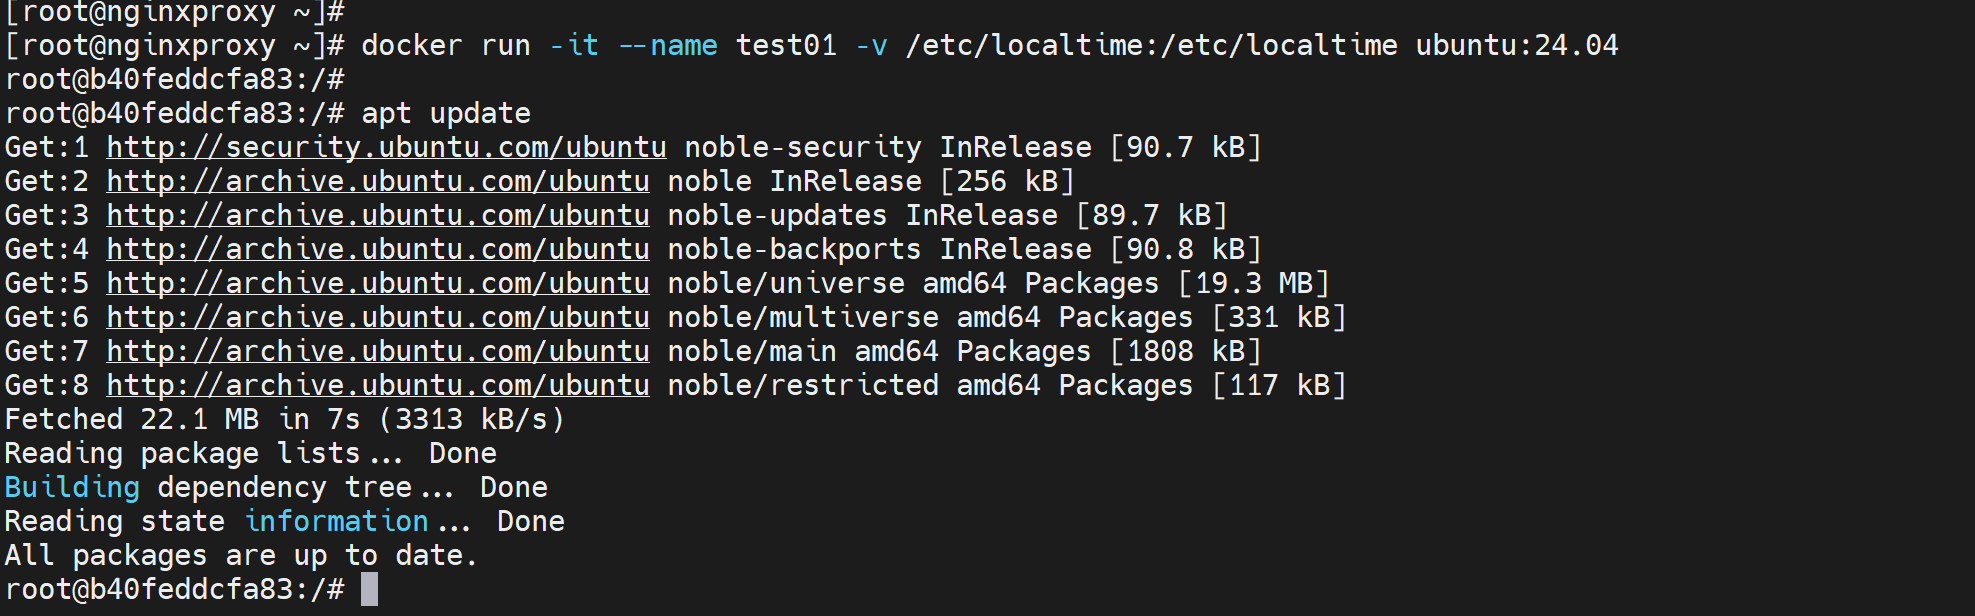 [root@nginxproxy ~]#
[root@nginxproxy ~]# docker run -it --name test01 -v /etc/localtime:/etc/localtime ubuntu:24.04
root@b40feddcfa83:/#
root@b40feddcfa83:/# apt update
Get:1 http://security.ubuntu.com/ubuntu noble-security InRelease [90.7 kB]
Get:2 http://archive.ubuntu.com/ubuntu noble InRelease [256 kB]
Get:3 http://archive.ubuntu.com/ubuntu noble-updates InRelease [89.7 kB]
Get:4 http://archive.ubuntu.com/ubuntu noble-backports InRelease [90.8 kB]
Get:5 http://archive.ubuntu.com/ubuntu noble/universe amd64 Packages [19.3 MB]
Get:6 http://archive.ubuntu.com/ubuntu noble/multiverse amd64 Packages [331 kB]
Get:7 http://archive.ubuntu.com/ubuntu noble/main amd64 Packages [1808 kB]
Get:8 http://archive.ubuntu.com/ubuntu noble/restricted amd64 Packages [117 kB]
Fetched 22.1 MB in 7s (3313 kB/s)
Reading package lists... Done
Building dependency tree... Done
Reading state information... Done
All packages are up to date.
root@b40feddcfa83:/#